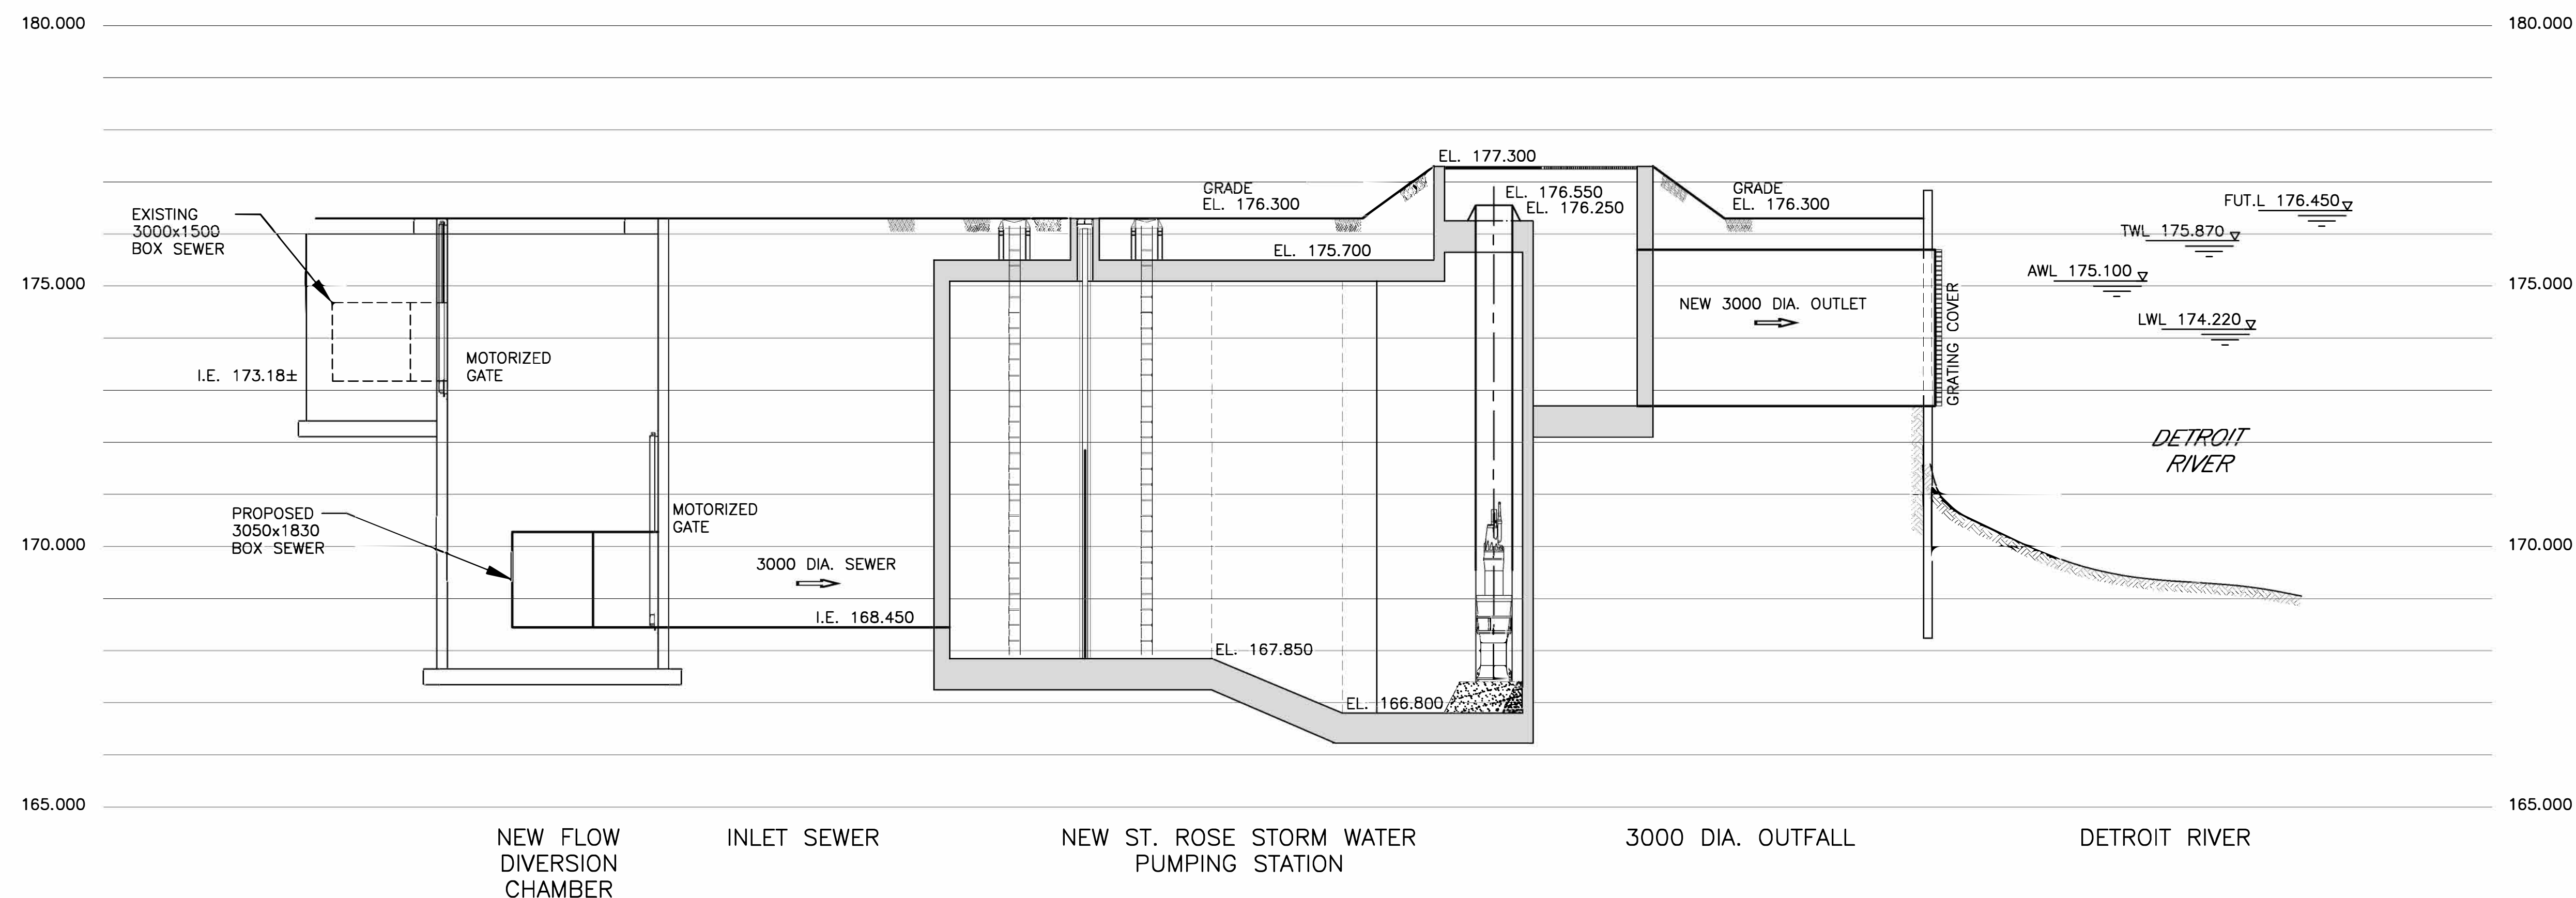 180.000
180.000
EL. 177.300
GRADE
EL. 176.300
EL. 176.550
EL. 176.250
GRADE
EL. 176.300
FUT.L 176.450
EXISTING
3000x1500
BOX SEWER
TWL 175.870
EL. 175.700
AWL 175.100
175.000
175.000
NEW 3000 DIA. OUTLET
GRATING COVER
LWL 174.220
MOTORIZED
GATE
I.E. 173.18±
DETROIT
RIVER
PROPOSED
3050x1830
BOX SEWER
MOTORIZED
GATE
170.000
170.000
3000 DIA. SEWER
I.E. 168.450
EL. 167.850
EL. 166.800
165.000
165.000
NEW FLOW
DIVERSION
CHAMBER
INLET SEWER
NEW ST. ROSE STORM WATER
PUMPING STATION
3000 DIA. OUTFALL
DETROIT RIVER